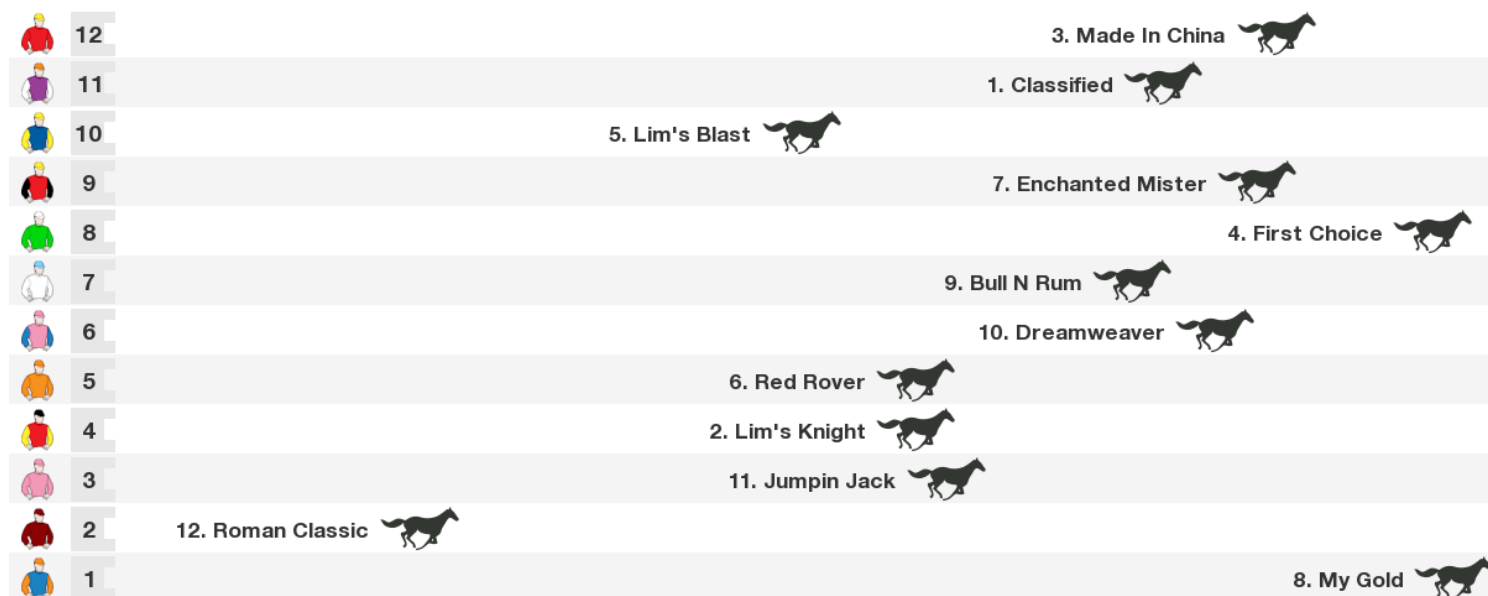 12 3. Made In China
11 1. Classified
10 5. Lim's Blast
9 7. Enchanted Mister
8 4. First Choice
7 9. Bull N Rum
6 10. Dreamweaver
5 6. Red Rover
4 2. Lim's Knight
3 11. Jumpin Jack
2 12. Roman Classic
1 8. My Gold